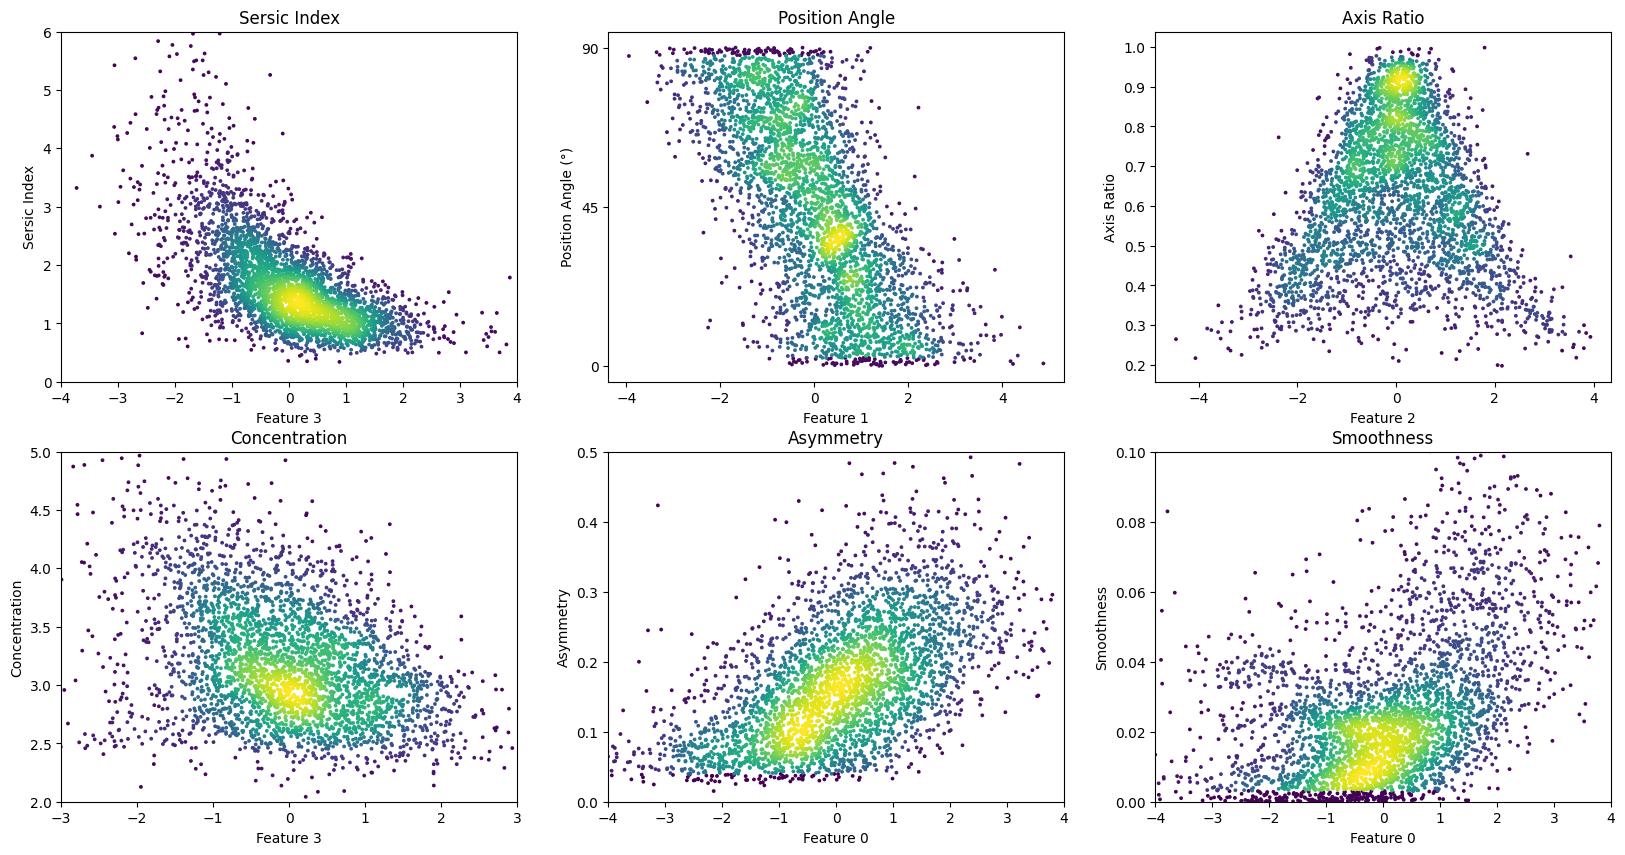 Sersic Index
Position Angle
Axis Ratio
6
5
4
3
2
1
0
Sersic Index
−4 −3 −2 −1 0 1 2 3 4
Feature 3
90
45
0
Position Angle (°)
−4 −2 0 2 4
Feature 1
1.0
0.9
0.8
0.7
0.6
0.5
0.4
0.3
0.2
Axis Ratio
−4 −2 0 2 4
Feature 2
Concentration
Asymmetry
Smoothness
5.0
4.5
4.0
3.5
3.0
2.5
2.0
Concentration
−3 −2 −1 0 1 2 3
Feature 3
0.5
0.4
0.3
0.2
0.1
0.0
Asymmetry
−4 −3 −2 −1 0 1 2 3 4
Feature 0
0.10
0.08
0.06
0.04
0.02
0.00
Smoothness
−4 −3 −2 −1 0 1 2 3 4
Feature 0